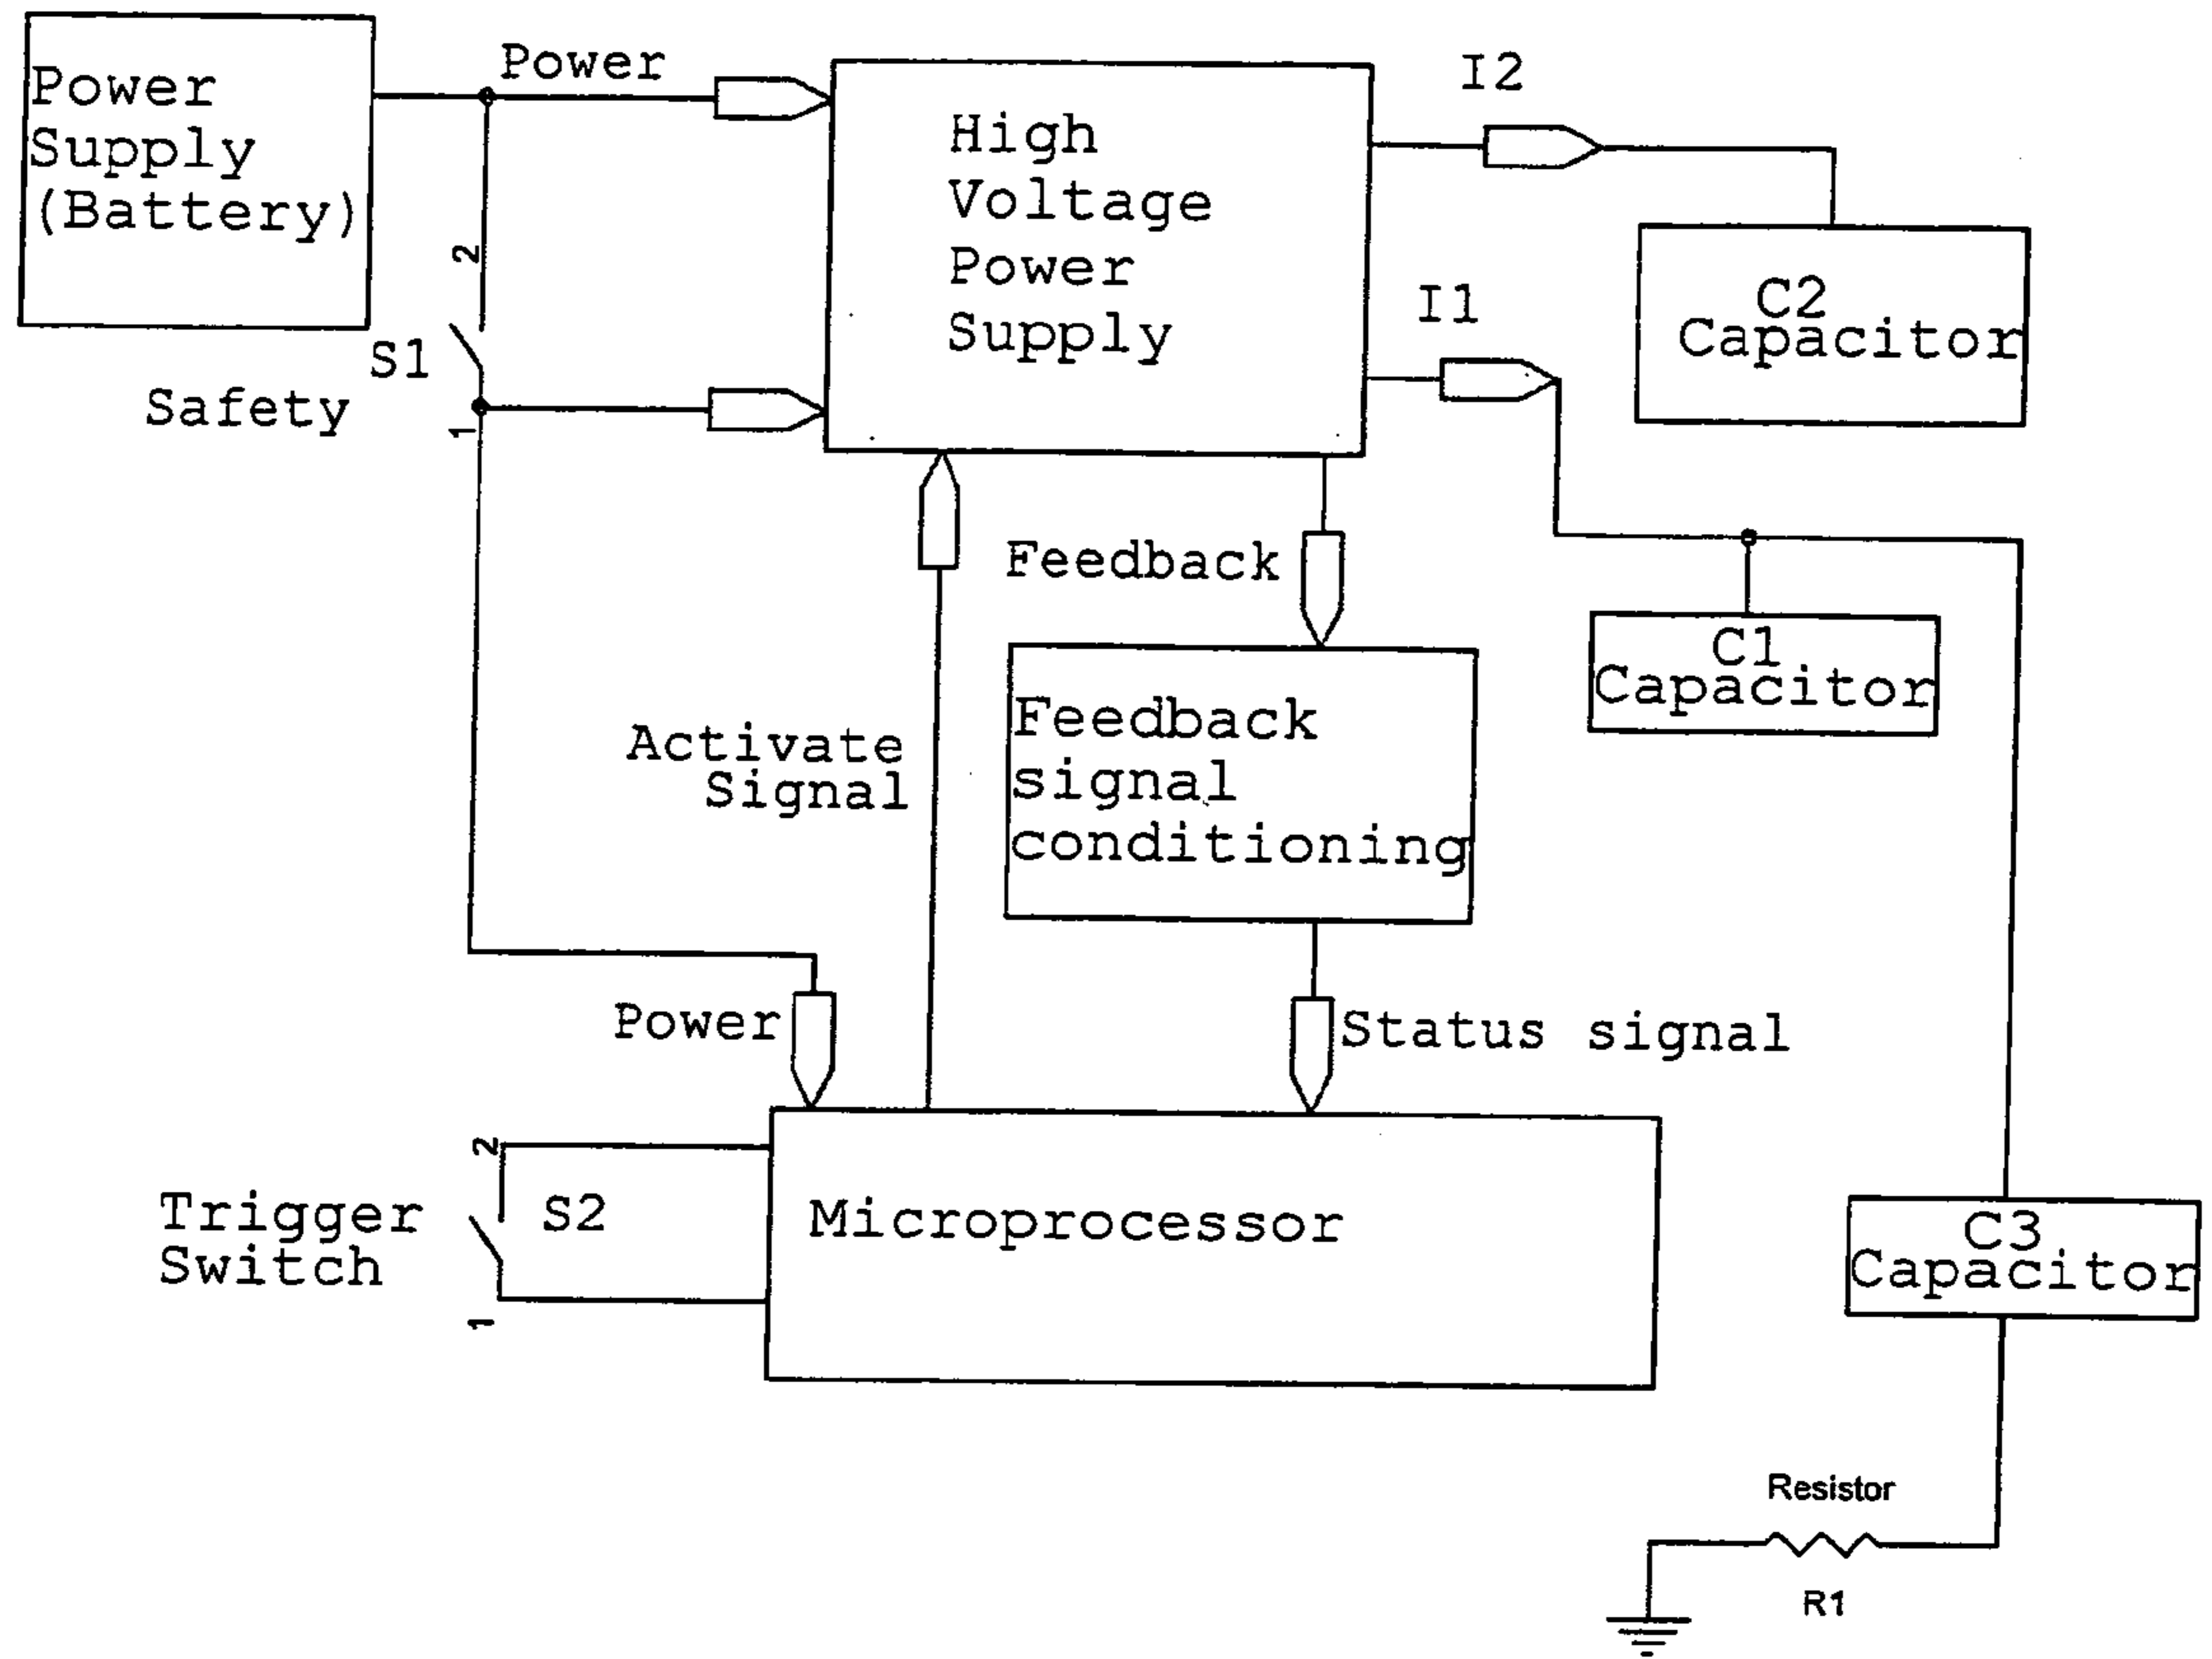 Power
Supply
(Battery)
Power
2
S1
Safety
1
High
Voltage
Power
Supply
I2
C2
Capacitor
I1
C1
Capacitor
Feedback
Feedback
signal
conditioning
Activate
Signal
Power
Status signal
2
Trigger
Switch
S2
1
Microprocessor
C3
Capacitor
Resistor
R1